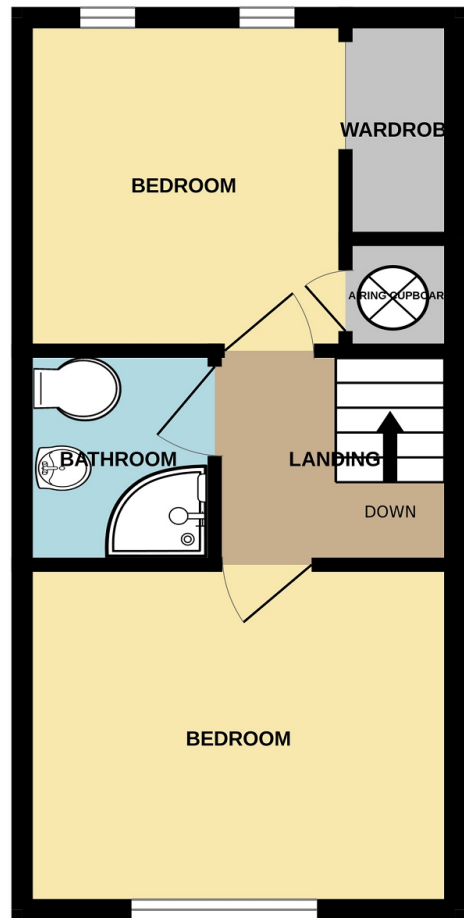 WARDROB
BEDROOM
AIRING CUPBOAR
BATHROOM
LANDING
DOWN
BEDROOM